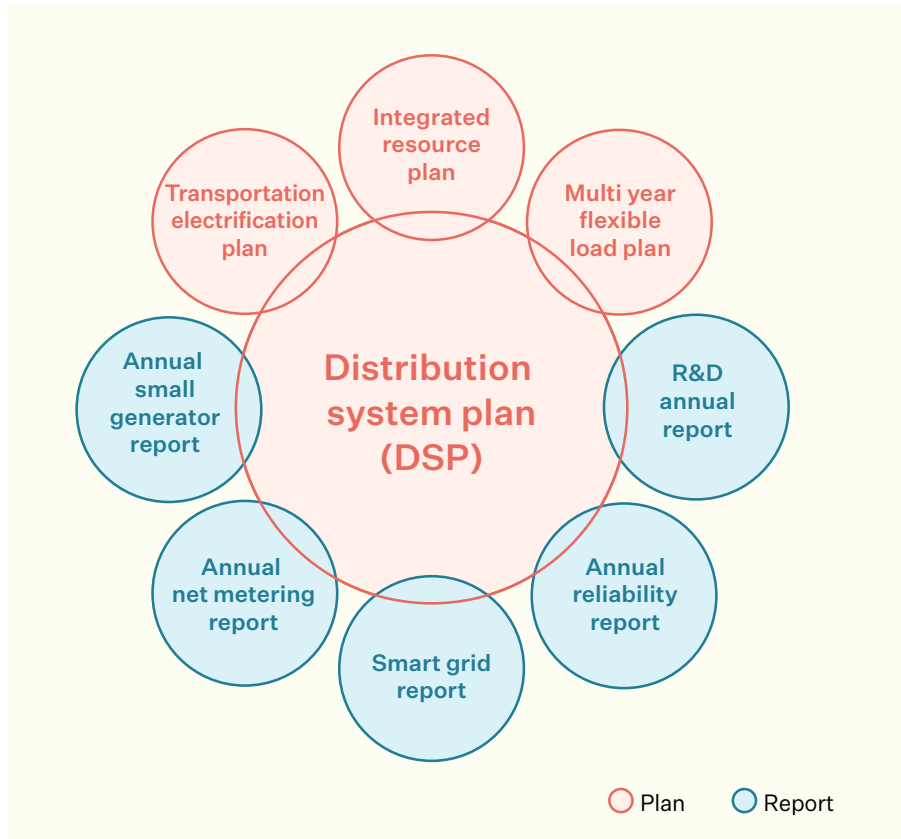 Integrated
resource
plan
Transportation
electrification
plan
Multi year
flexible
load plan
Annual
small
generator
report
Distribution
system plan
(DSP)
R&D
annual
report
Annual
net metering
report
Annual
reliability
report
Smart grid
report
Plan
Report